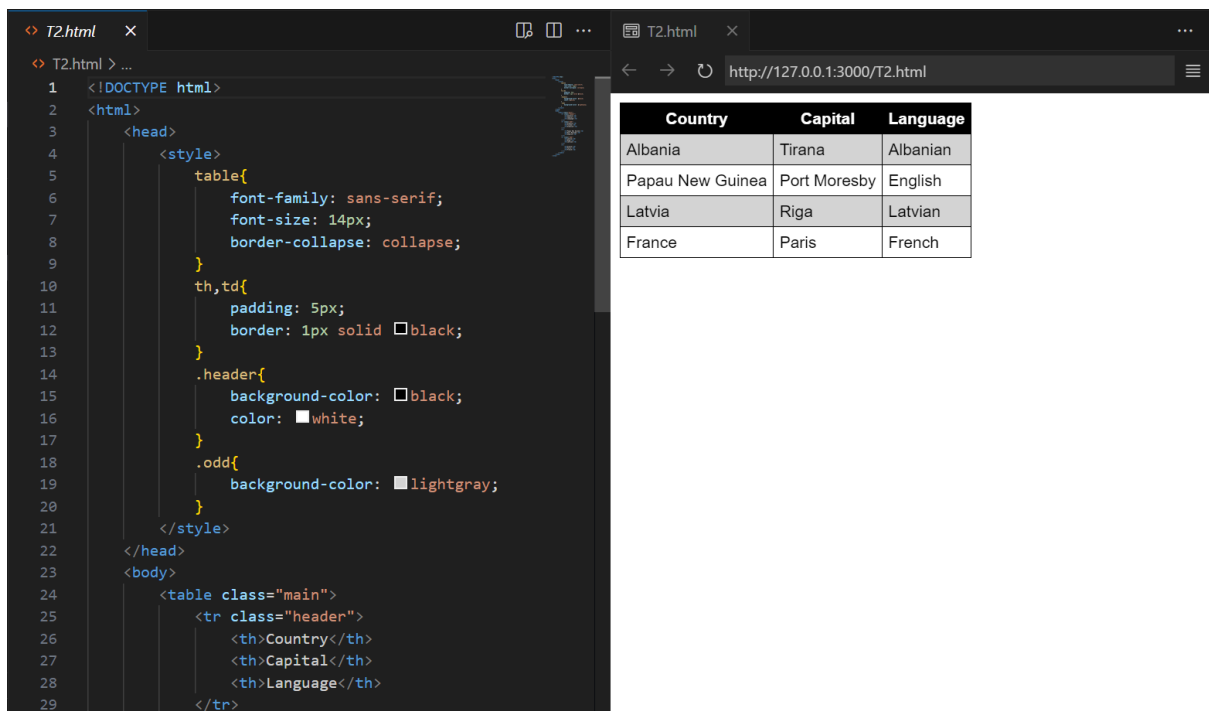 T2.html
T2.html > ...
1 <!DOCTYPE html>
2 <html>
3 <head>
4 <style>
5 table{
6 font-family: sans-serif;
7 font-size: 14px;
8 border-collapse: collapse;
9 }
10 th,td{
11 padding: 5px;
12 border: 1px solid black;
13 }
14 .header{
15 background-color: black;
16 color: white;
17 }
18 .odd{
19 background-color: lightgray;
20 }
21 </style>
22 </head>
23 <body>
24 <table class="main">
25 <tr class="header">
26 <th>Country</th>
27 <th>Capital</th>
28 <th>Language</th>
29 </tr>
T2.html
http://127.0.0.1:3000/T2.html
Country Capital Language
Albania Tirana Albanian
Papau New Guinea Port Moresby English
Latvia Riga Latvian
France Paris French